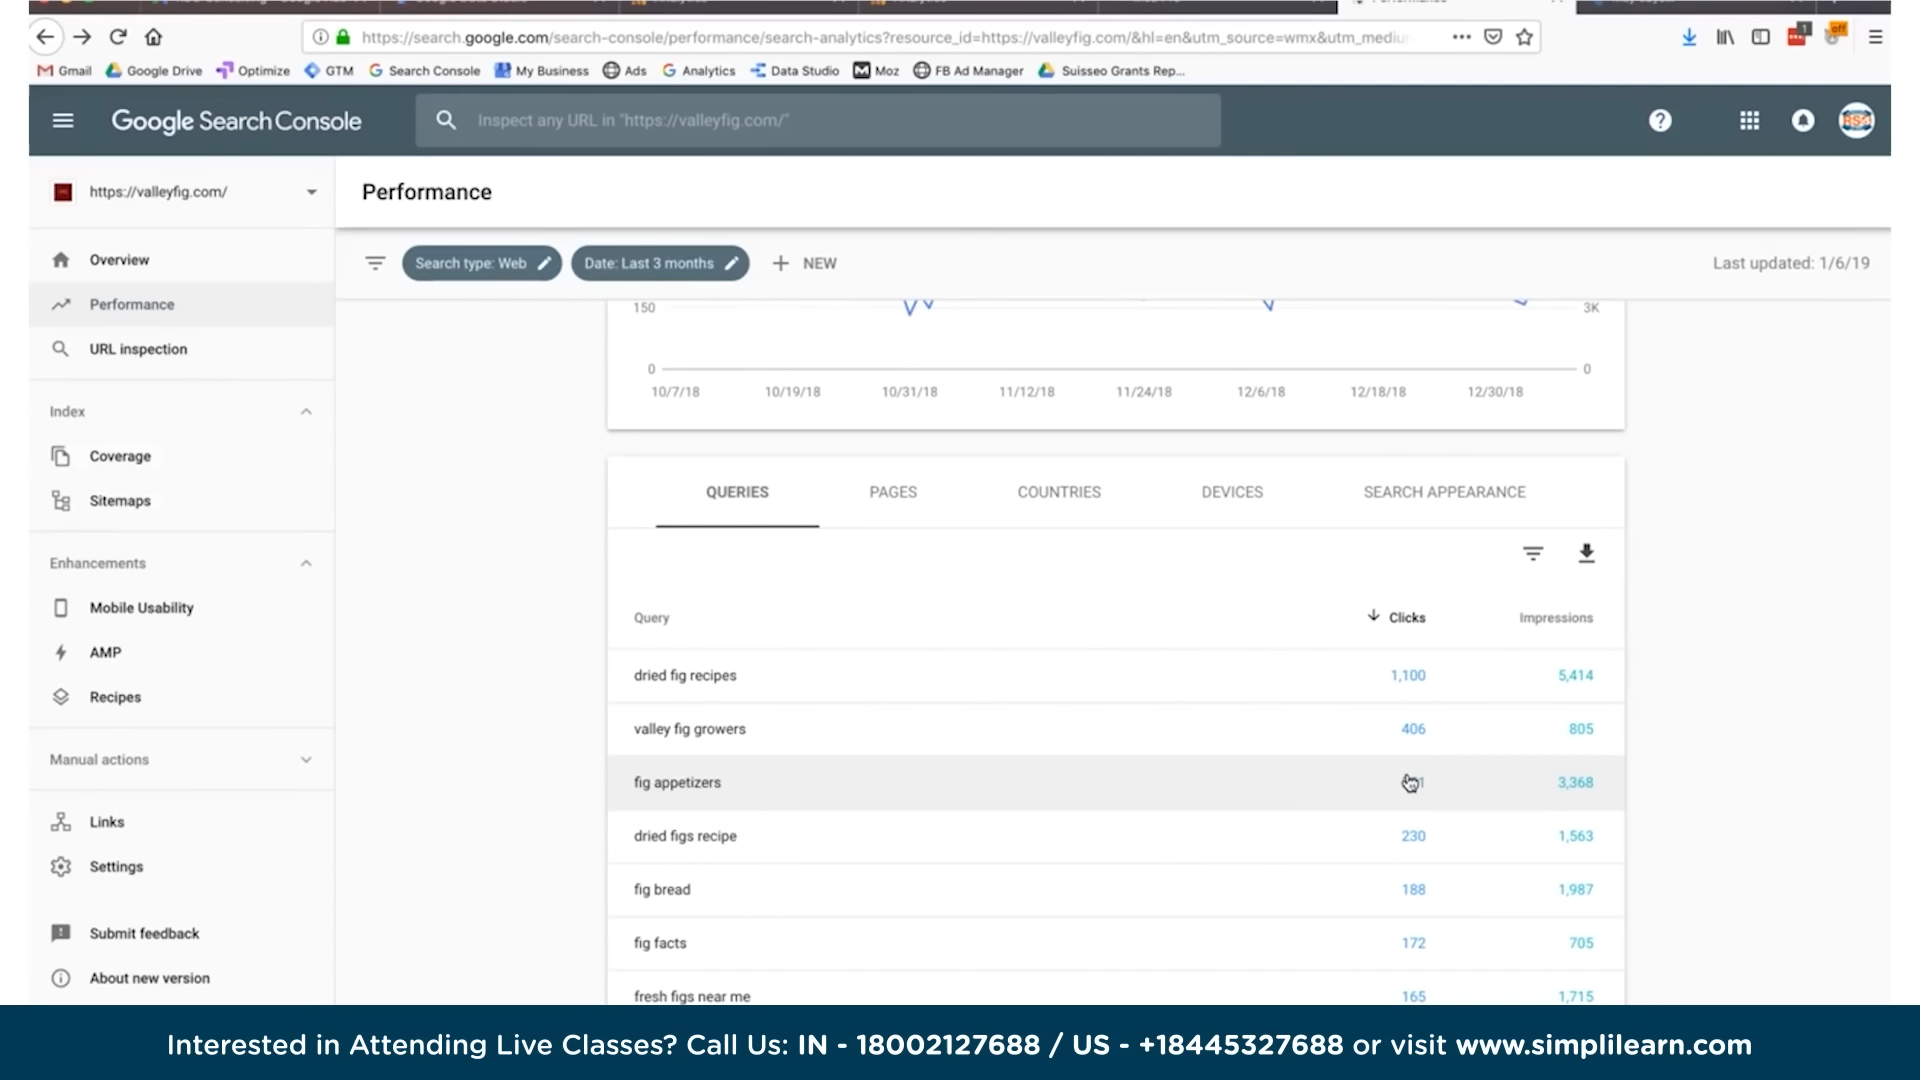 https://search.google.com/search-console/performance/search-analytics?resource_id=https://valleyfig.com/&hl=en&utm_source=wmx&utm_medium
1
off
Gmail Google Drive Optimize GTM Search Console My Business Ads Analytics Data Studio Moz FB Ad Manager Suisseo Grants Rep...
Google Search Console
Inspect any URL in "https://valleyfig.com/"
https://valleyfig.com/
Performance
Overview
Performance
URL inspection
Index
Coverage
Sitemaps
Enhancements
Mobile Usability
AMP
Recipes
Manual actions
Links
Settings
Submit feedback
About new version
Search type: Web
Date: Last 3 months
+ NEW
Last updated: 1/6/19
150 3K
0 0
10/7/18 10/19/18 10/31/18 11/12/18 11/24/18 12/6/18 12/18/18 12/30/18
QUERIES PAGES COUNTRIES DEVICES SEARCH APPEARANCE
Query Clicks Impressions
dried fig recipes 1,100 5,414
valley fig growers 406 805
fig appetizers 3,368
dried figs recipe 230 1,563
fig bread 188 1,987
fig facts 172 705
fresh figs near me 165 1,715
Interested in Attending Live Classes? Call Us: IN - 18002127688 / US - +18445327688 or visit www.simplilearn.com